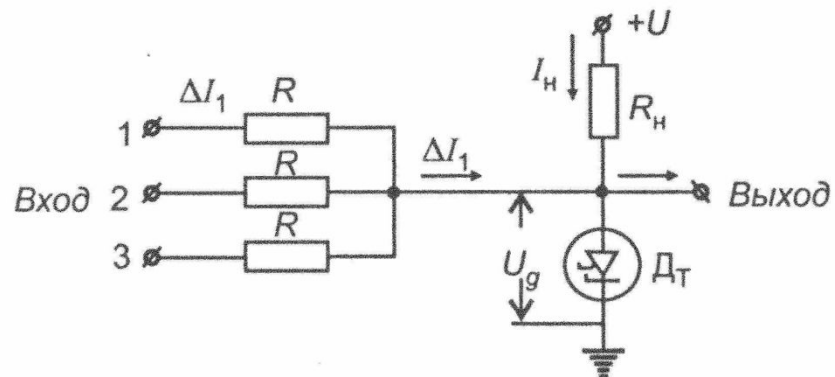 +U
ΔI₁ R Iн Rн
1
ΔI₁
Вход 2 R Выход
3 R
Ug Дт